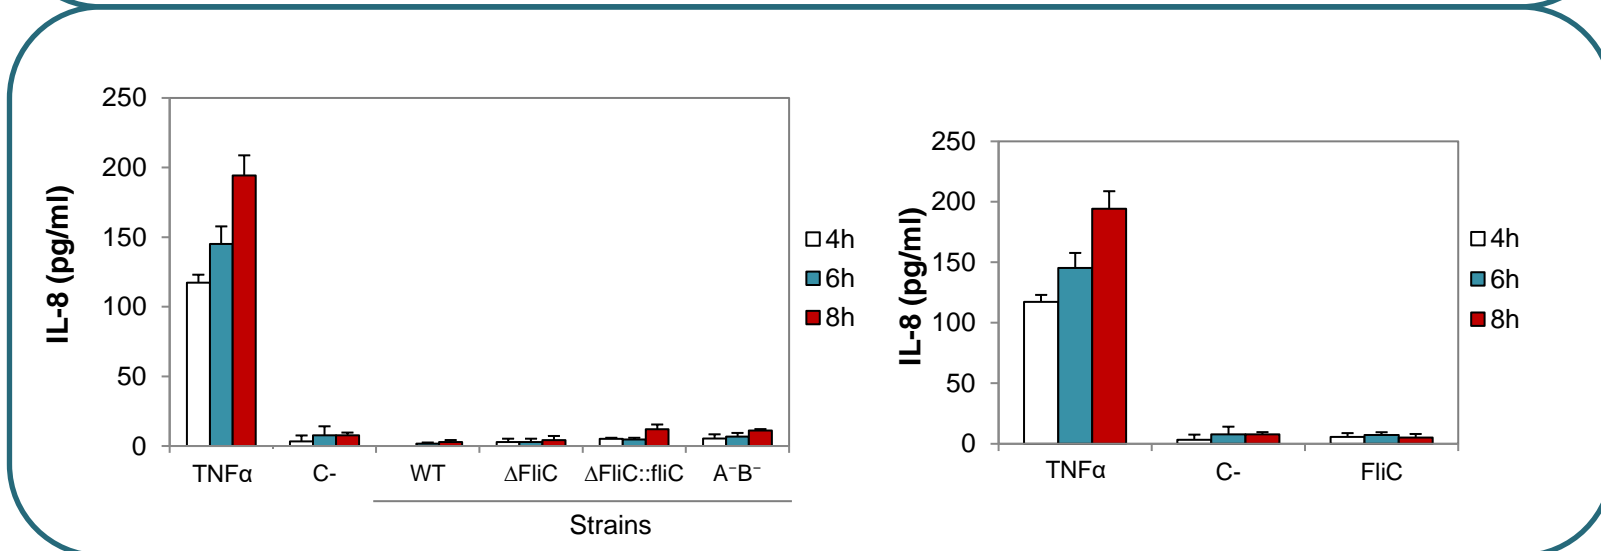 250
200
150
100
50
0
IL-8 (pg/ml)
TNFα C- WT ΔFliC ΔFliC::fliC A⁻B⁻
Strains
4h
6h
8h
250
200
150
100
50
0
IL-8 (pg/ml)
TNFα C- FliC
4h
6h
8h